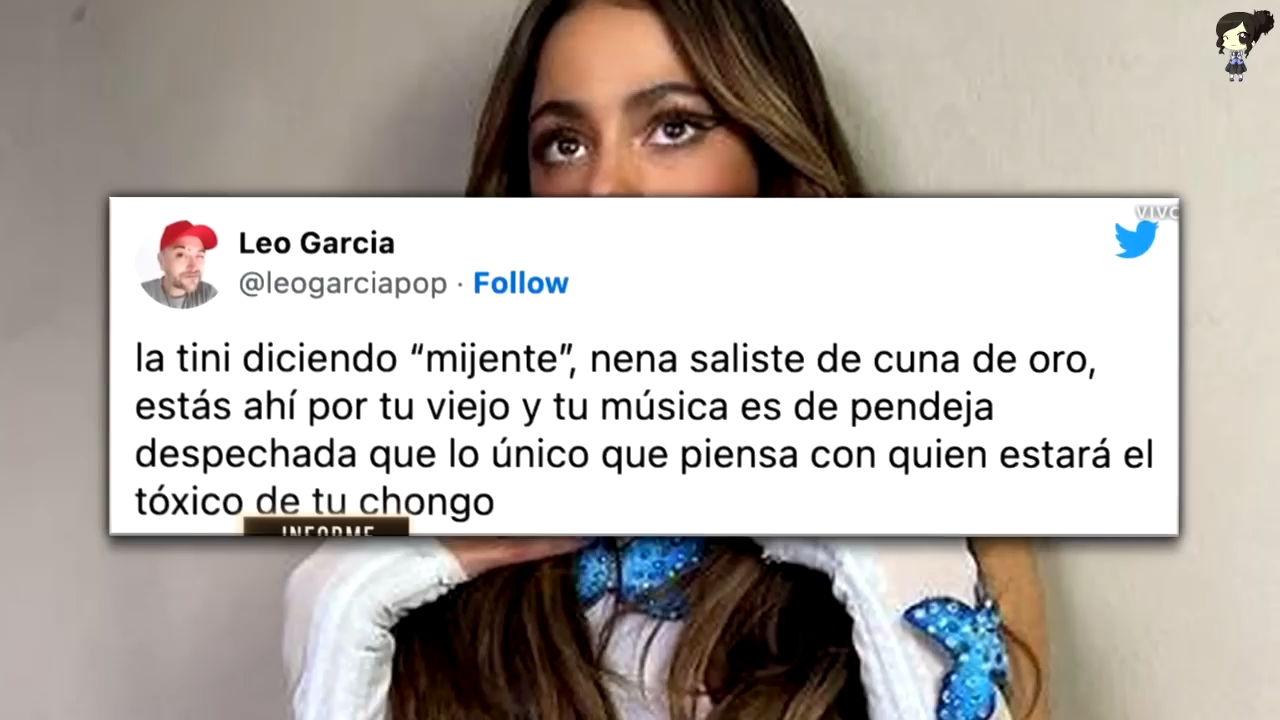 VIVO
Leo Garcia
@leogarciapop · Follow
la tini diciendo “mijente”, nena saliste de cuna de oro,
estás ahí por tu viejo y tu música es de pendeja
despechada que lo único que piensa con quien estará el
tóxico de tu chongo
INFORME